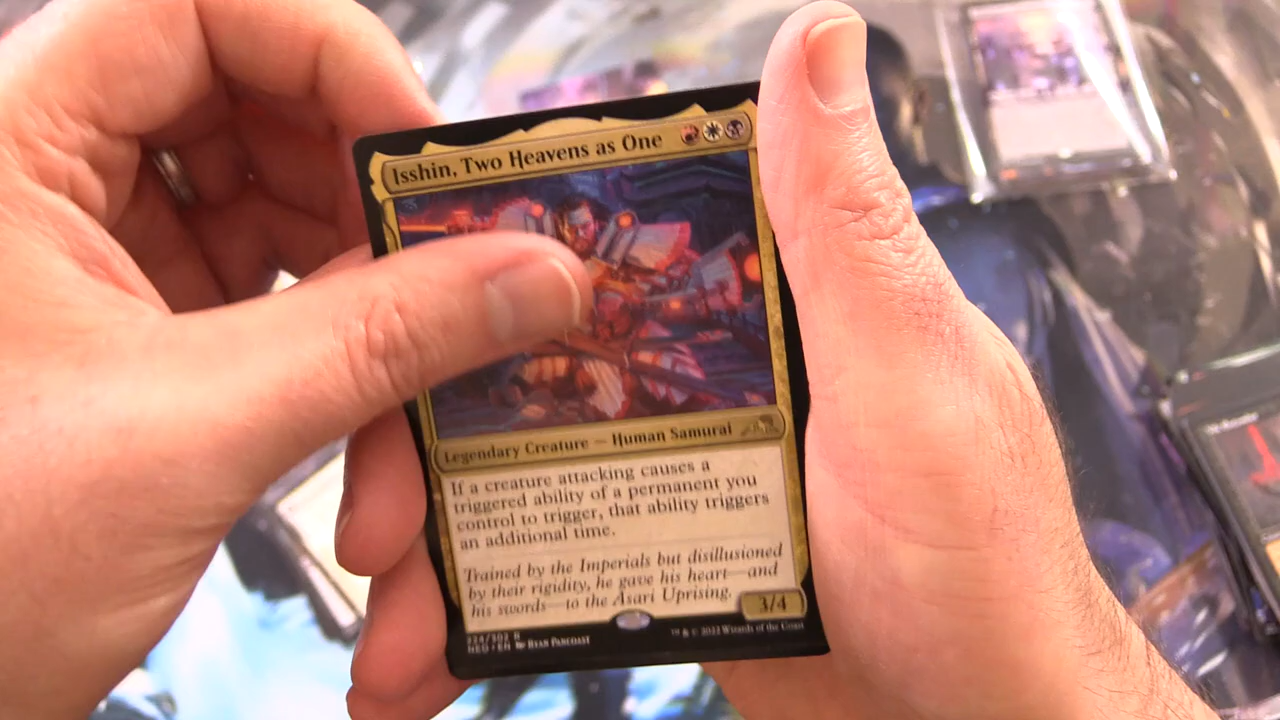 Isshin, Two Heavens as One
Legendary Creature — Human Samurai
If a creature attacking causes a
triggered ability of a permanent you
control to trigger, that ability triggers
an additional time.
Trained by the Imperials but disillusioned
by their rigidity, he gave his heart—and
his swords—to the Asari Uprising.
3/4
224/302 R
NEO • EN Ryan Pancoast
™ & © 2022 Wizards of the Coast